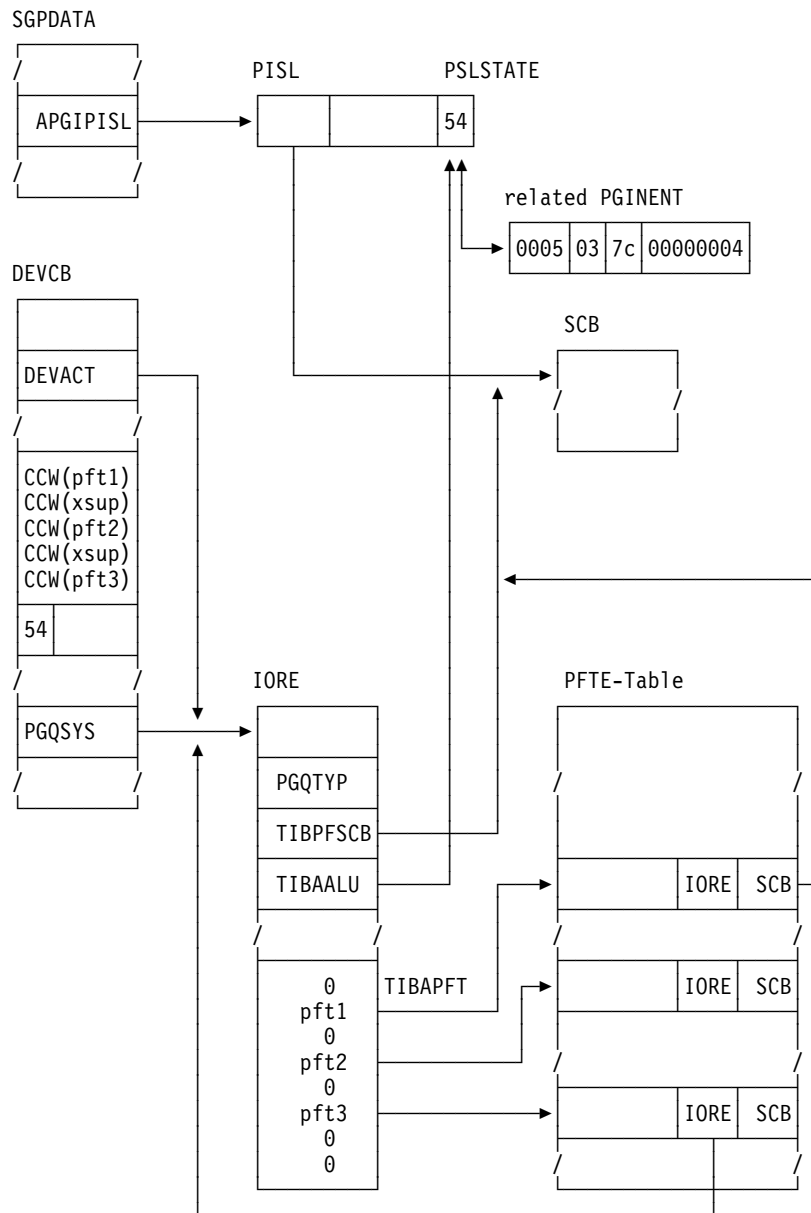 SGPDATA
PISL PSLSTATE
APGIPISL
54
related PGINENT
0005 03 7c 00000004
DEVCB
SCB
DEVACT
CCW(pft1)
CCW(xsup)
CCW(pft2)
CCW(xsup)
CCW(pft3)
54
IORE PFTE-Table
PGQSYS
PGQTYP
TIBPFSCB
TIBAALU IORE SCB
0 TIBAPFT IORE SCB
pft1
0
pft2
0
pft3 IORE SCB
0
0